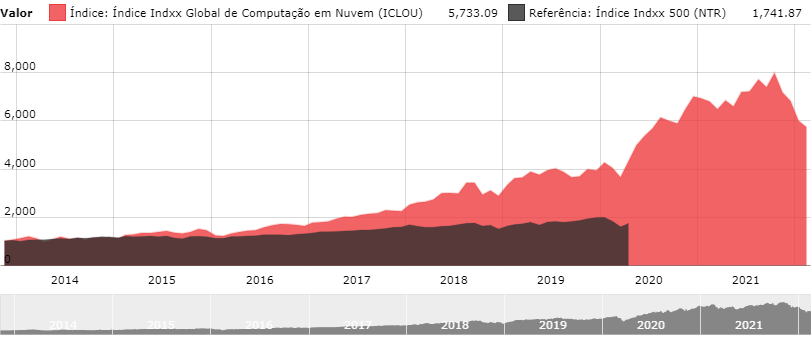 Valor Índice: Índice Indxx Global de Computação em Nuvem (ICLOU) 5,733.09 Referência: Índice Indxx 500 (NTR) 1,741.87
8,000
6,000
4,000
2,000
0
2014 2015 2016 2017 2018 2019 2020 2021
2014 2015 2016 2017 2018 2019 2020 2021